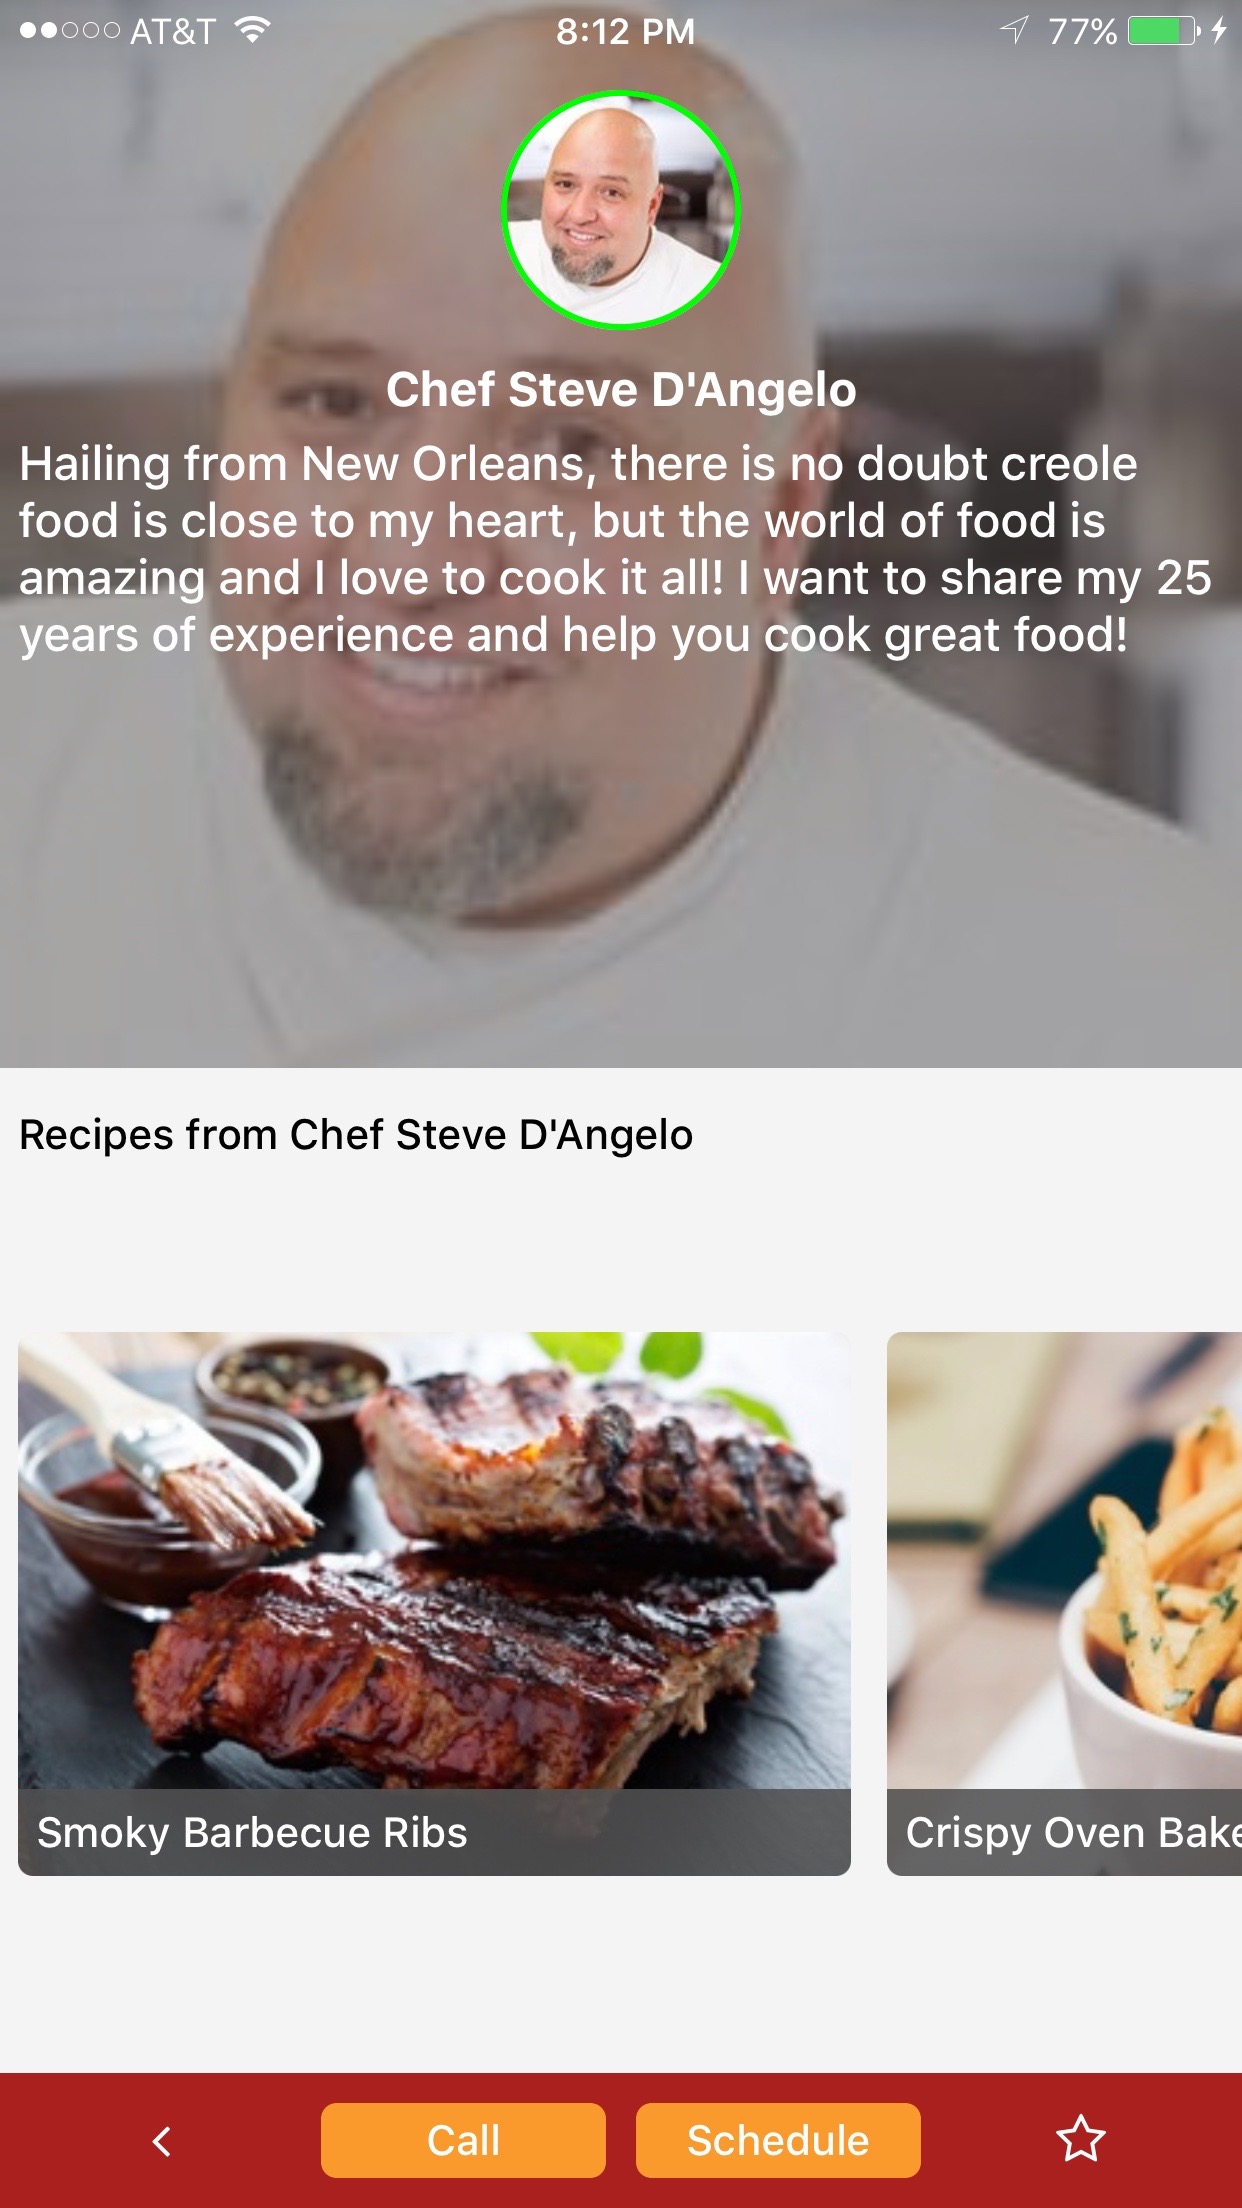 AT&T 8:12 PM 77%
Chef Steve D'Angelo
Hailing from New Orleans, there is no doubt creole
food is close to my heart, but the world of food is
amazing and I love to cook it all! I want to share my 25
years of experience and help you cook great food!
Recipes from Chef Steve D'Angelo
Smoky Barbecue Ribs
Crispy Oven Bake
Call
Schedule